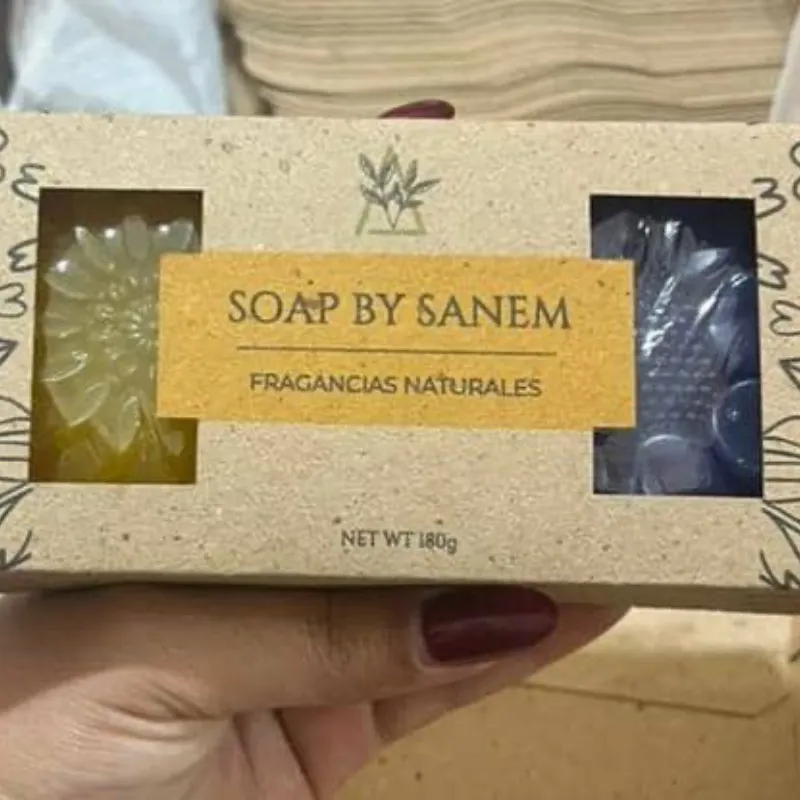 SOAP BY SANEM
FRAGANCIAS NATURALES
NET WT 180g